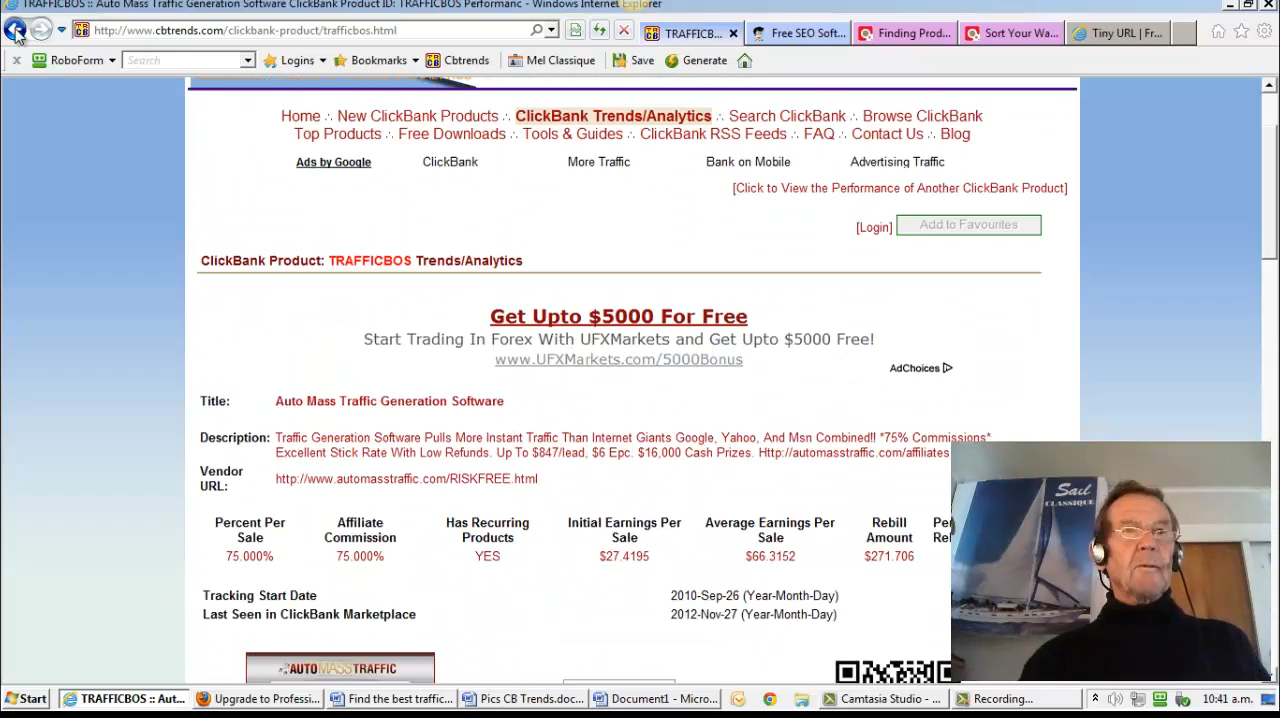 TRAFFICBOS :: Auto Mass Traffic Generation Software ClickBank Product ID: TRAFFICBOS Performanc - Windows Internet Explorer
http://www.cbtrends.com/clickbank-product/trafficbos.html
TRAFFICB...
Free SEO Soft...
Finding Prod...
Sort Your Wa...
Tiny URL | Fr...
RoboForm
Search
Logins
Bookmarks
Cbtrends
Mel Classique
Save
Generate
Home ∴ New ClickBank Products ∴ ClickBank Trends/Analytics ∴ Search ClickBank ∴ Browse ClickBank
Top Products ∴ Free Downloads ∴ Tools & Guides ∴ ClickBank RSS Feeds ∴ FAQ ∴ Contact Us ∴ Blog
Ads by Google ClickBank More Traffic Bank on Mobile Advertising Traffic
[Click to View the Performance of Another ClickBank Product]
[Login] Add to Favourites
ClickBank Product: TRAFFICBOS Trends/Analytics
Get Upto $5000 For Free
Start Trading In Forex With UFXMarkets and Get Upto $5000 Free!
www.UFXMarkets.com/5000Bonus
AdChoices
Title: Auto Mass Traffic Generation Software
Description: Traffic Generation Software Pulls More Instant Traffic Than Internet Giants Google, Yahoo, And Msn Combined!! *75% Commissions*
Excellent Stick Rate With Low Refunds. Up To $847/lead, $6 Epc. $16,000 Cash Prizes. Http://automasstraffic.com/affiliates
Vendor URL: http://www.automasstraffic.com/RISKFREE.html
Percent Per Sale
Affiliate Commission
Has Recurring Products
Initial Earnings Per Sale
Average Earnings Per Sale
Rebill Amount
75.000% 75.000% YES $27.4195 $66.3152 $271.706
Tracking Start Date 2010-Sep-26 (Year-Month-Day)
Last Seen in ClickBank Marketplace 2012-Nov-27 (Year-Month-Day)
AUTOMASSTRAFFIC
Sail
CLASSIQUE
Start
TRAFFICBOS :: Aut...
Upgrade to Professi...
Find the best traffic...
Pics CB Trends.doc...
Document1 - Micro...
Camtasia Studio - ...
Recording...
10:41 a.m.